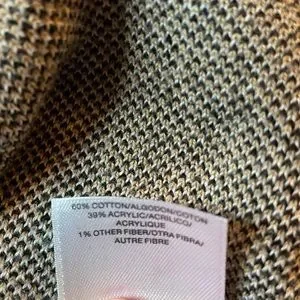 60% COTTON/ALGODON/COTON
39% ACRYLIC/ACRILICO/
ACRYLIQUE
1% OTHER FIBER/OTRA FIBRA/
AUTRE FIBRE